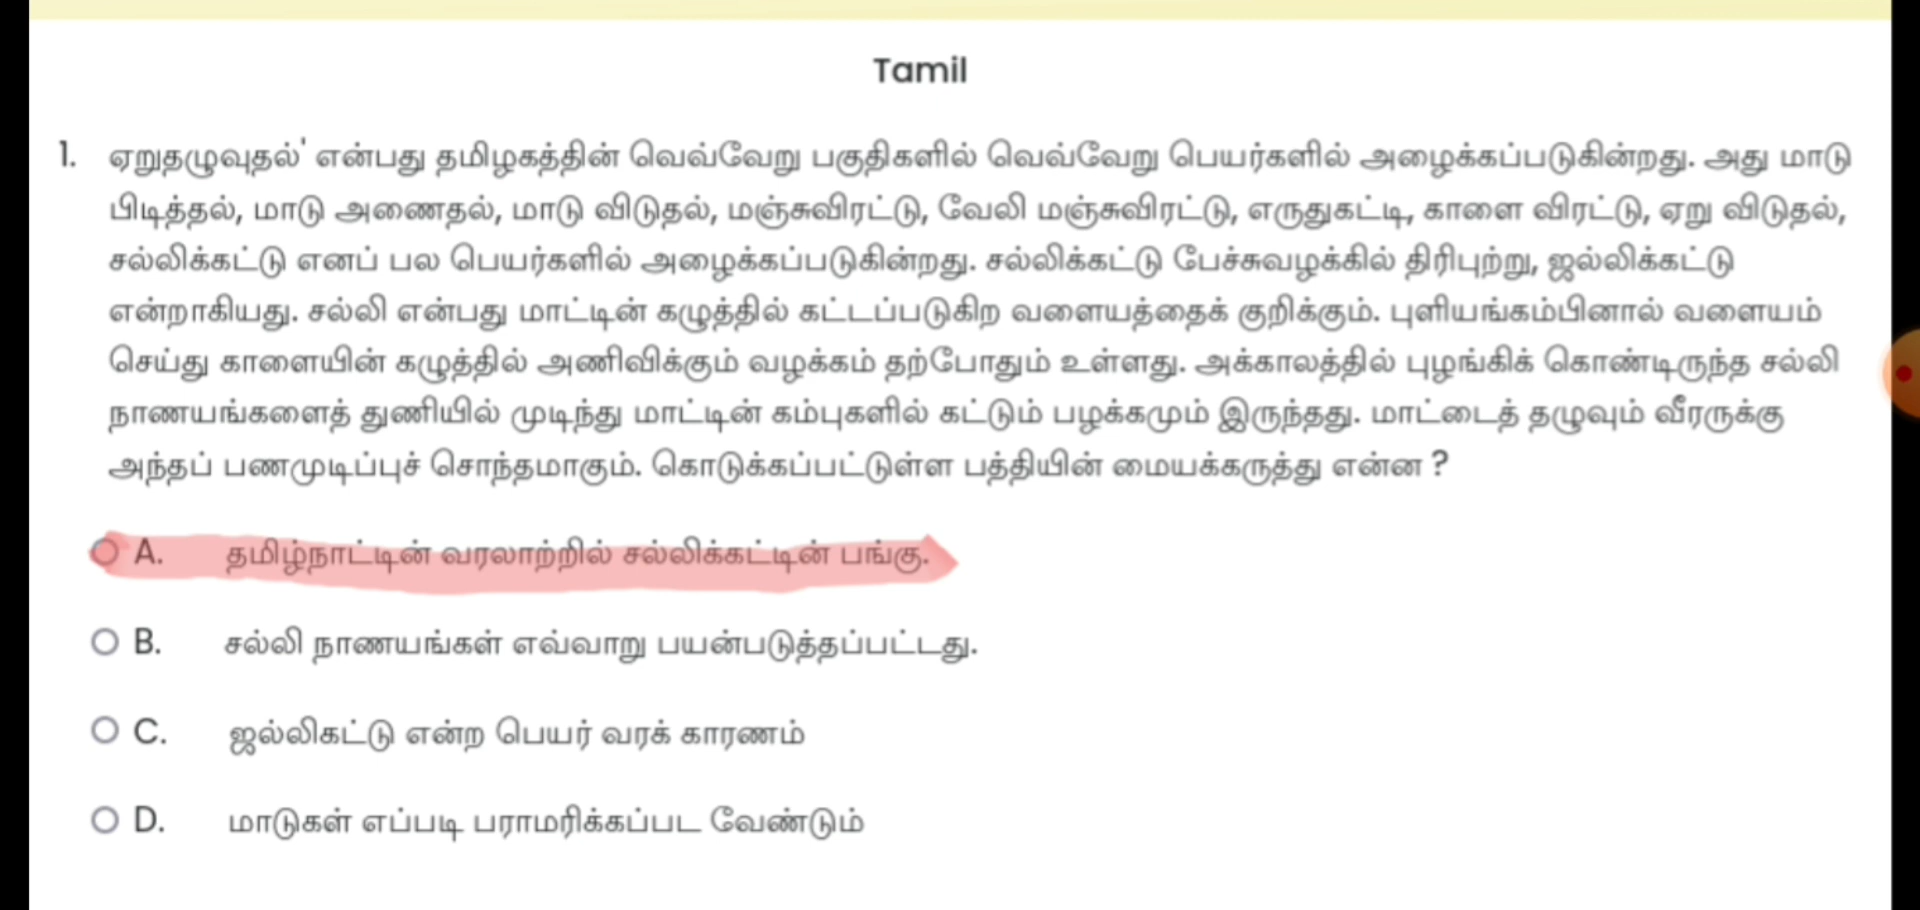 Tamil
1. ஏறுதழுவுதல்' என்பது தமிழகத்தின் வெவ்வேறு பகுதிகளில் வெவ்வேறு பெயர்களில் அழைக்கப்படுகின்றது. அது மாடு
பிடித்தல், மாடு அணைதல், மாடு விடுதல், மஞ்சுவிரட்டு, வேலி மஞ்சுவிரட்டு, எருதுகட்டி, காளை விரட்டு, ஏறு விடுதல்,
சல்லிக்கட்டு எனப் பல பெயர்களில் அழைக்கப்படுகின்றது. சல்லிக்கட்டு பேச்சுவழக்கில் திரிபுற்று, ஜல்லிக்கட்டு
என்றாகியது. சல்லி என்பது மாட்டின் கழுத்தில் கட்டப்படுகிற வளையத்தைக் குறிக்கும். புளியங்கம்பினால் வளையம்
செய்து காளையின் கழுத்தில் அணிவிக்கும் வழக்கம் தற்போதும் உள்ளது. அக்காலத்தில் புழங்கிக் கொண்டிருந்த சல்லி
நாணயங்களைத் துணியில் முடிந்து மாட்டின் கம்புகளில் கட்டும் பழக்கமும் இருந்தது. மாட்டைத் தழுவும் வீரருக்கு
அந்தப் பணமுடிப்புச் சொந்தமாகும். கொடுக்கப்பட்டுள்ள பத்தியின் மையக்கருத்து என்ன ?
A. தமிழ்நாட்டின் வரலாற்றில் சல்லிக்கட்டின் பங்கு.
B. சல்லி நாணயங்கள் எவ்வாறு பயன்படுத்தப்பட்டது.
C. ஜல்லிகட்டு என்ற பெயர் வரக் காரணம்
D. மாடுகள் எப்படி பராமரிக்கப்பட வேண்டும்